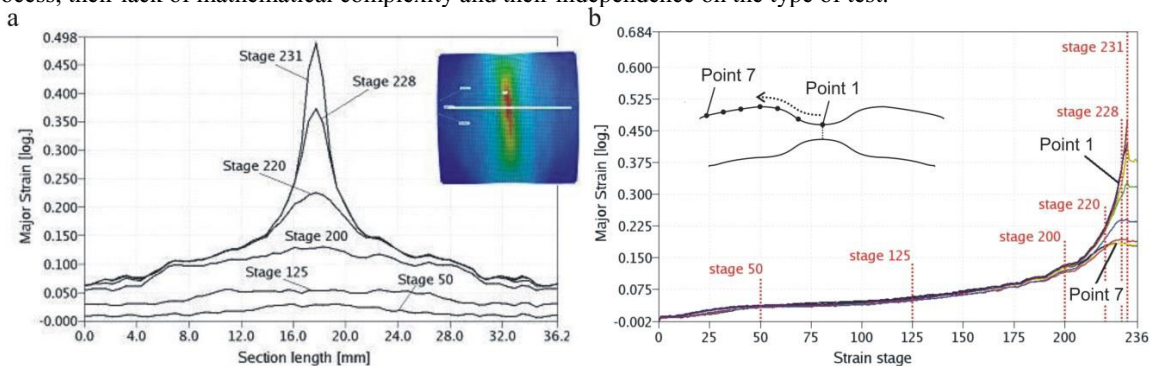 ocess, their lack of mathematical complexity and their independence on the type of test.
a
0.498
0.450
0.400
0.350
0.300
0.250
0.200
0.150
0.100
0.050
-0.000
Major Strain [log.]
Stage 231
Stage 228
Stage 220
Stage 200
Stage 125
Stage 50
0.0 4.0 8.0 12.0 16.0 20.0 24.0 28.0 32.0 36.2
Section length [mm]
b
0.684
0.600
0.525
0.450
0.375
0.300
0.225
0.150
0.075
-0.002
Major Strain [log.]
stage 231
Point 7
Point 1
stage 228
Point 1
stage 220
stage 200
stage 125
stage 50
Point 7
0 25 50 75 100 125 150 175 200 236
Strain stage